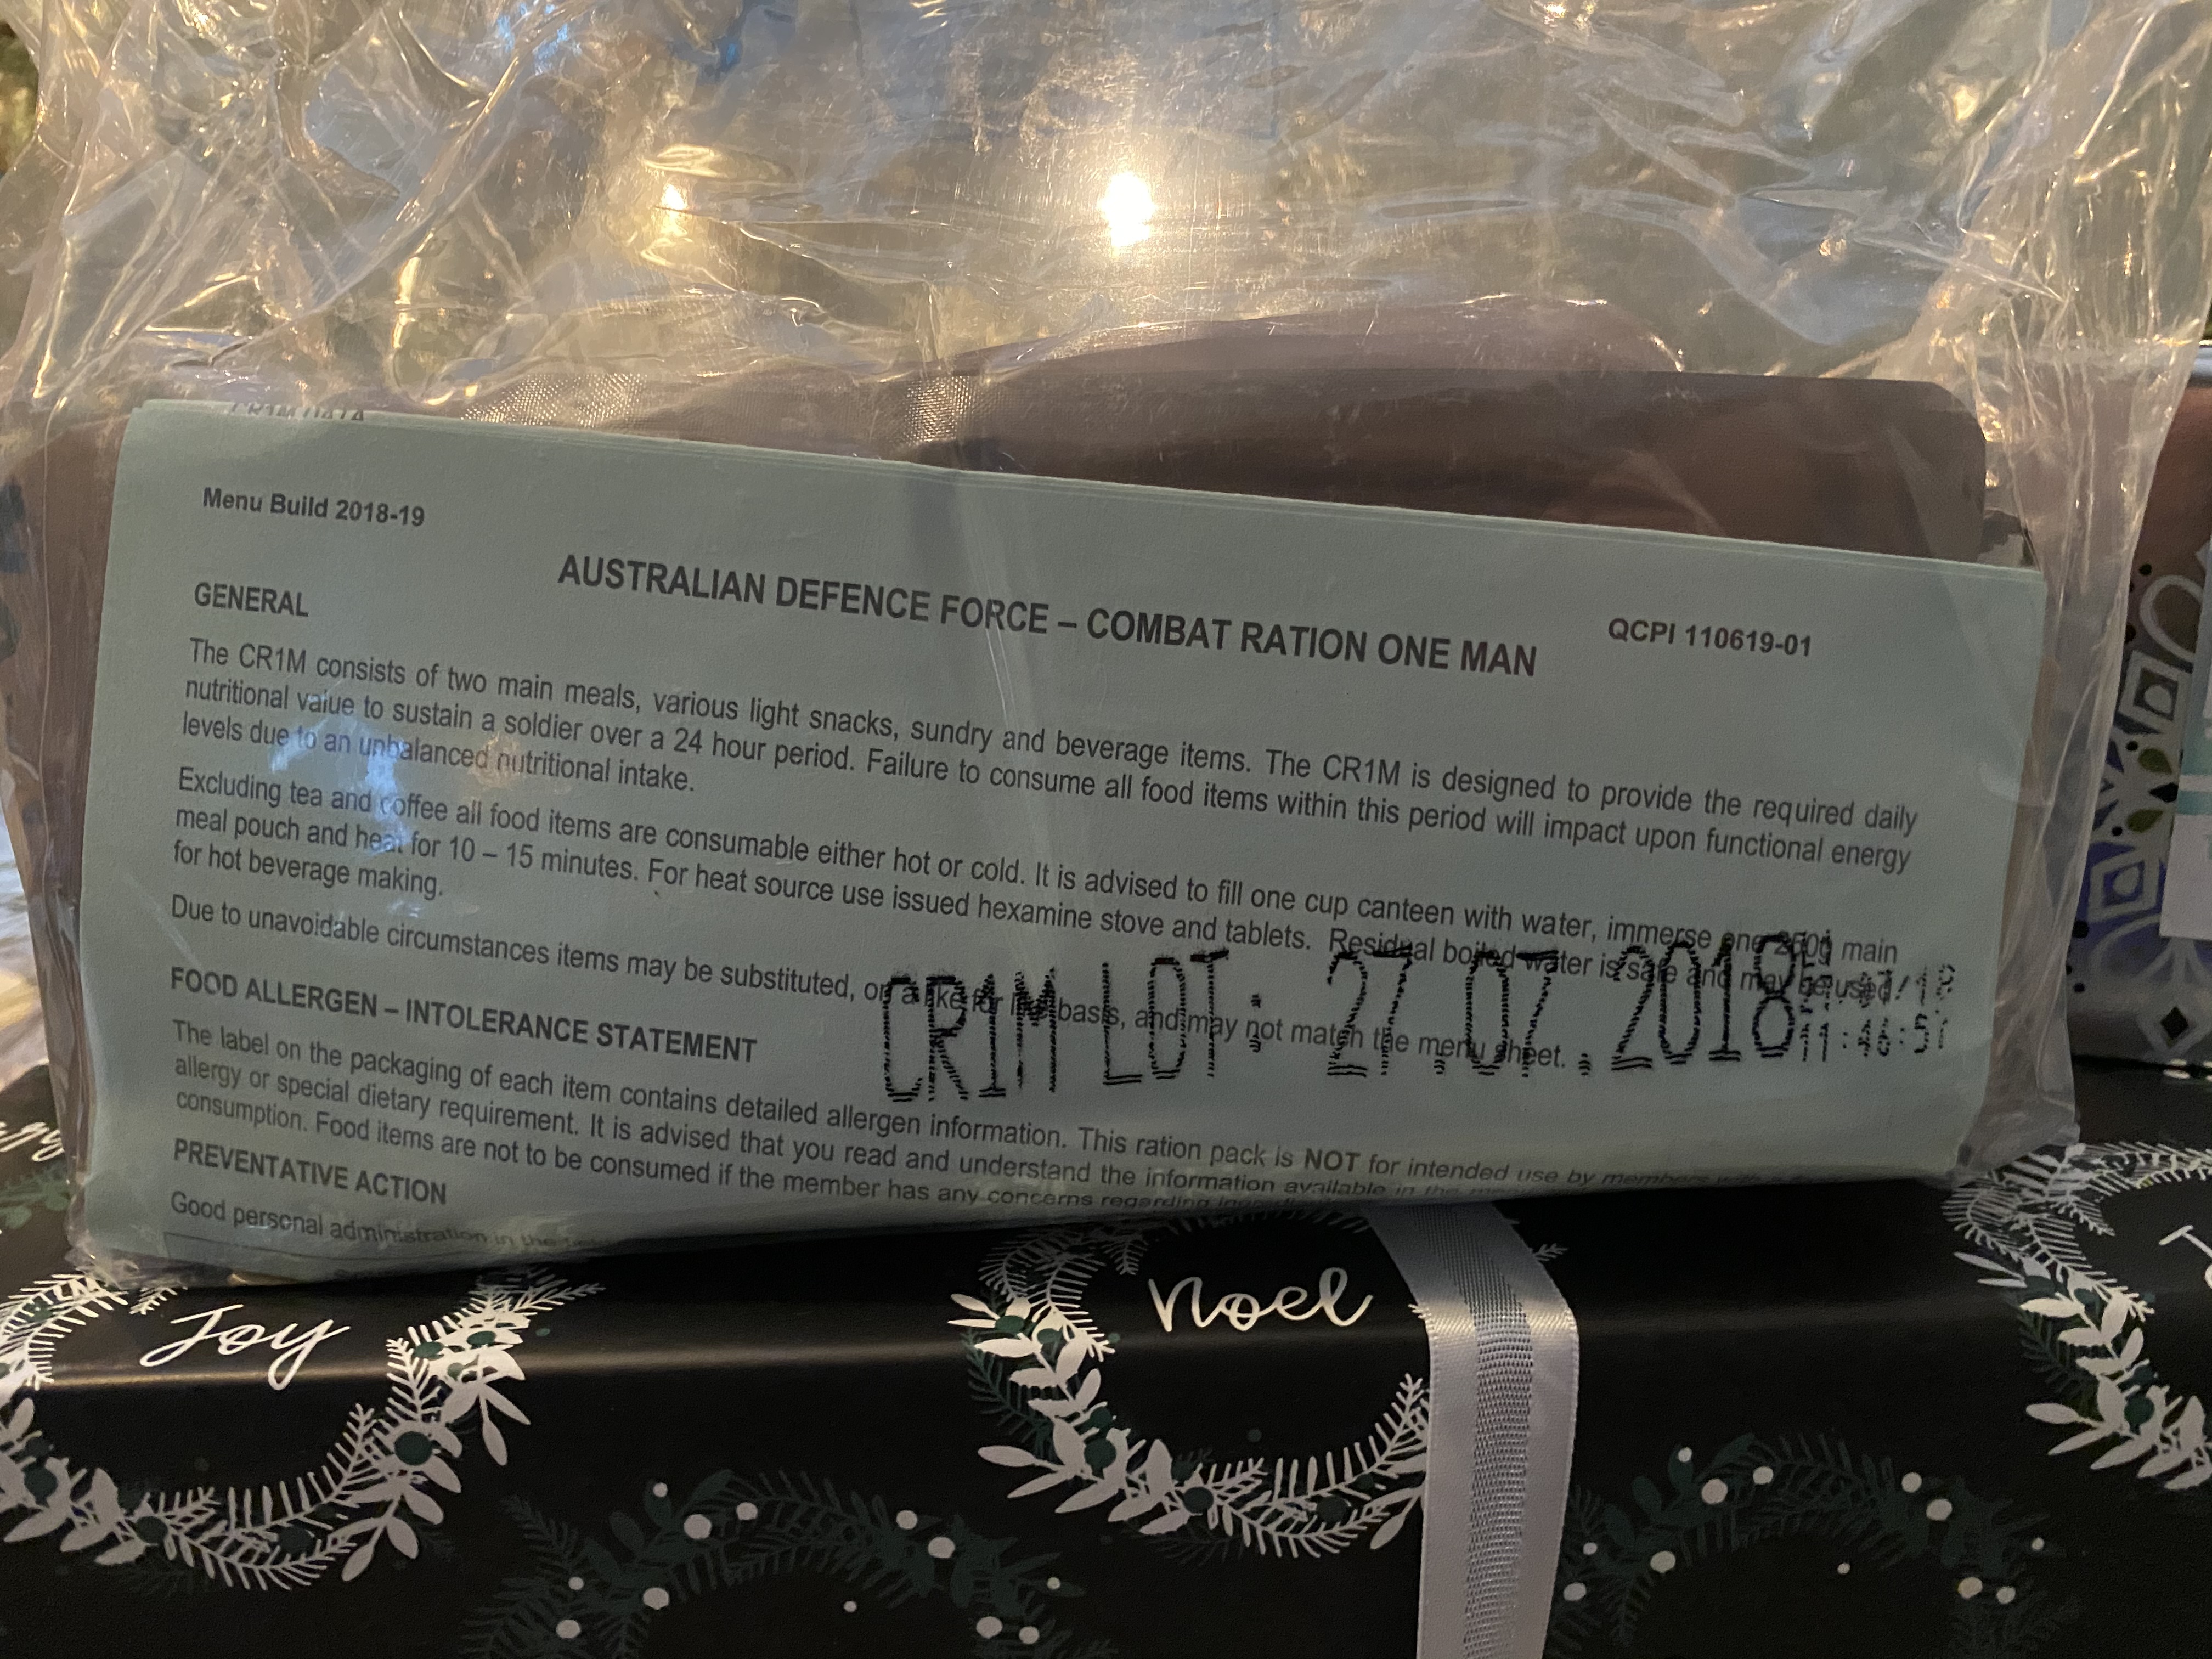 Menu Build 2018-19
AUSTRALIAN DEFENCE FORCE – COMBAT RATION ONE MAN
QCPI 110619-01
GENERAL
The CR1M consists of two main meals, various light snacks, sundry and beverage items. The CR1M is designed to provide the required daily
nutritional value to sustain a soldier over a 24 hour period. Failure to consume all food items within this period will impact upon functional energy
levels due to an unbalanced nutritional intake.
Excluding tea and coffee all food items are consumable either hot or cold. It is advised to fill one cup canteen with water, immerse one 250g main
meal pouch and heat for 10 – 15 minutes. For heat source use issued hexamine stove and tablets. Residual boiled water is safe and may be used
for hot beverage making.
Due to unavoidable circumstances items may be substituted, on a like for like basis, and may not match the menu sheet.
CR1M LOT: 27.07.2018
FOOD ALLERGEN – INTOLERANCE STATEMENT
The label on the packaging of each item contains detailed allergen information. This ration pack is NOT for intended use by members
allergy or special dietary requirement. It is advised that you read and understand the information available in the
consumption. Food items are not to be consumed if the member has any concerns regarding
PREVENTATIVE ACTION
Good personal administration in the field
Joy
Noel